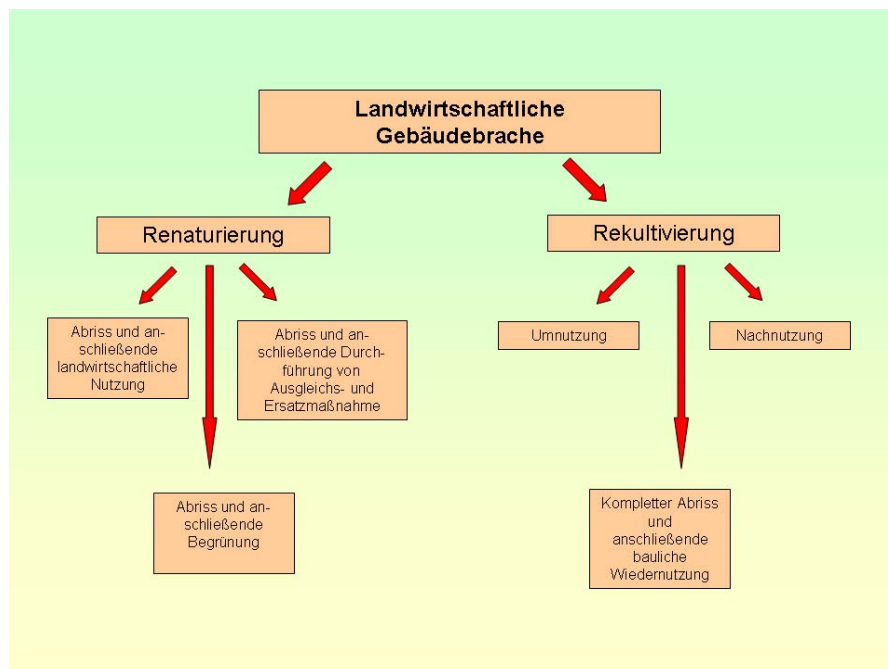 Landwirtschaftliche
Gebäudebrache
Renaturierung
Rekultivierung
Abriss und an-
schließende
landwirtschaftliche
Nutzung
Abriss und an-
schließende Durch-
führung von
Ausgleichs- und
Ersatzmaßnahme
Umnutzung
Nachnutzung
Abriss und an-
schließende
Begrünung
Kompletter Abriss
und
anschließende
bauliche
Wiedernutzung